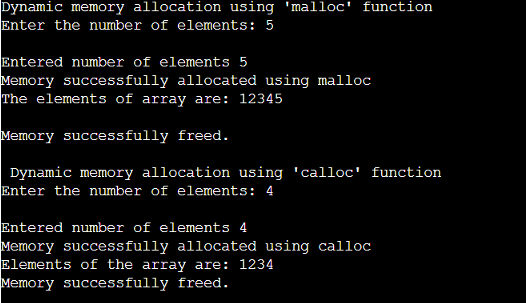 Dynamic memory allocation using 'malloc' function
Enter the number of elements: 5
Entered number of elements 5
Memory successfully allocated using malloc
The elements of array are: 12345
Memory successfully freed.
Dynamic memory allocation using 'calloc' function
Enter the number of elements: 4
Entered number of elements 4
Memory successfully allocated using calloc
Elements of the array are: 1234
Memory successfully freed.